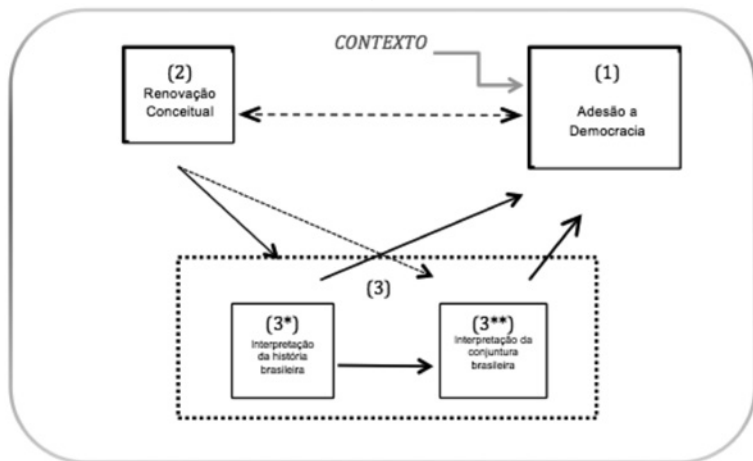 CONTEXTO
(2)
Renovação
Conceitual
(1)
Adesão a
Democracia
(3)
(3*)
Interpretação
da história
brasileira
(3**)
Interpretação da
conjuntura
brasileira